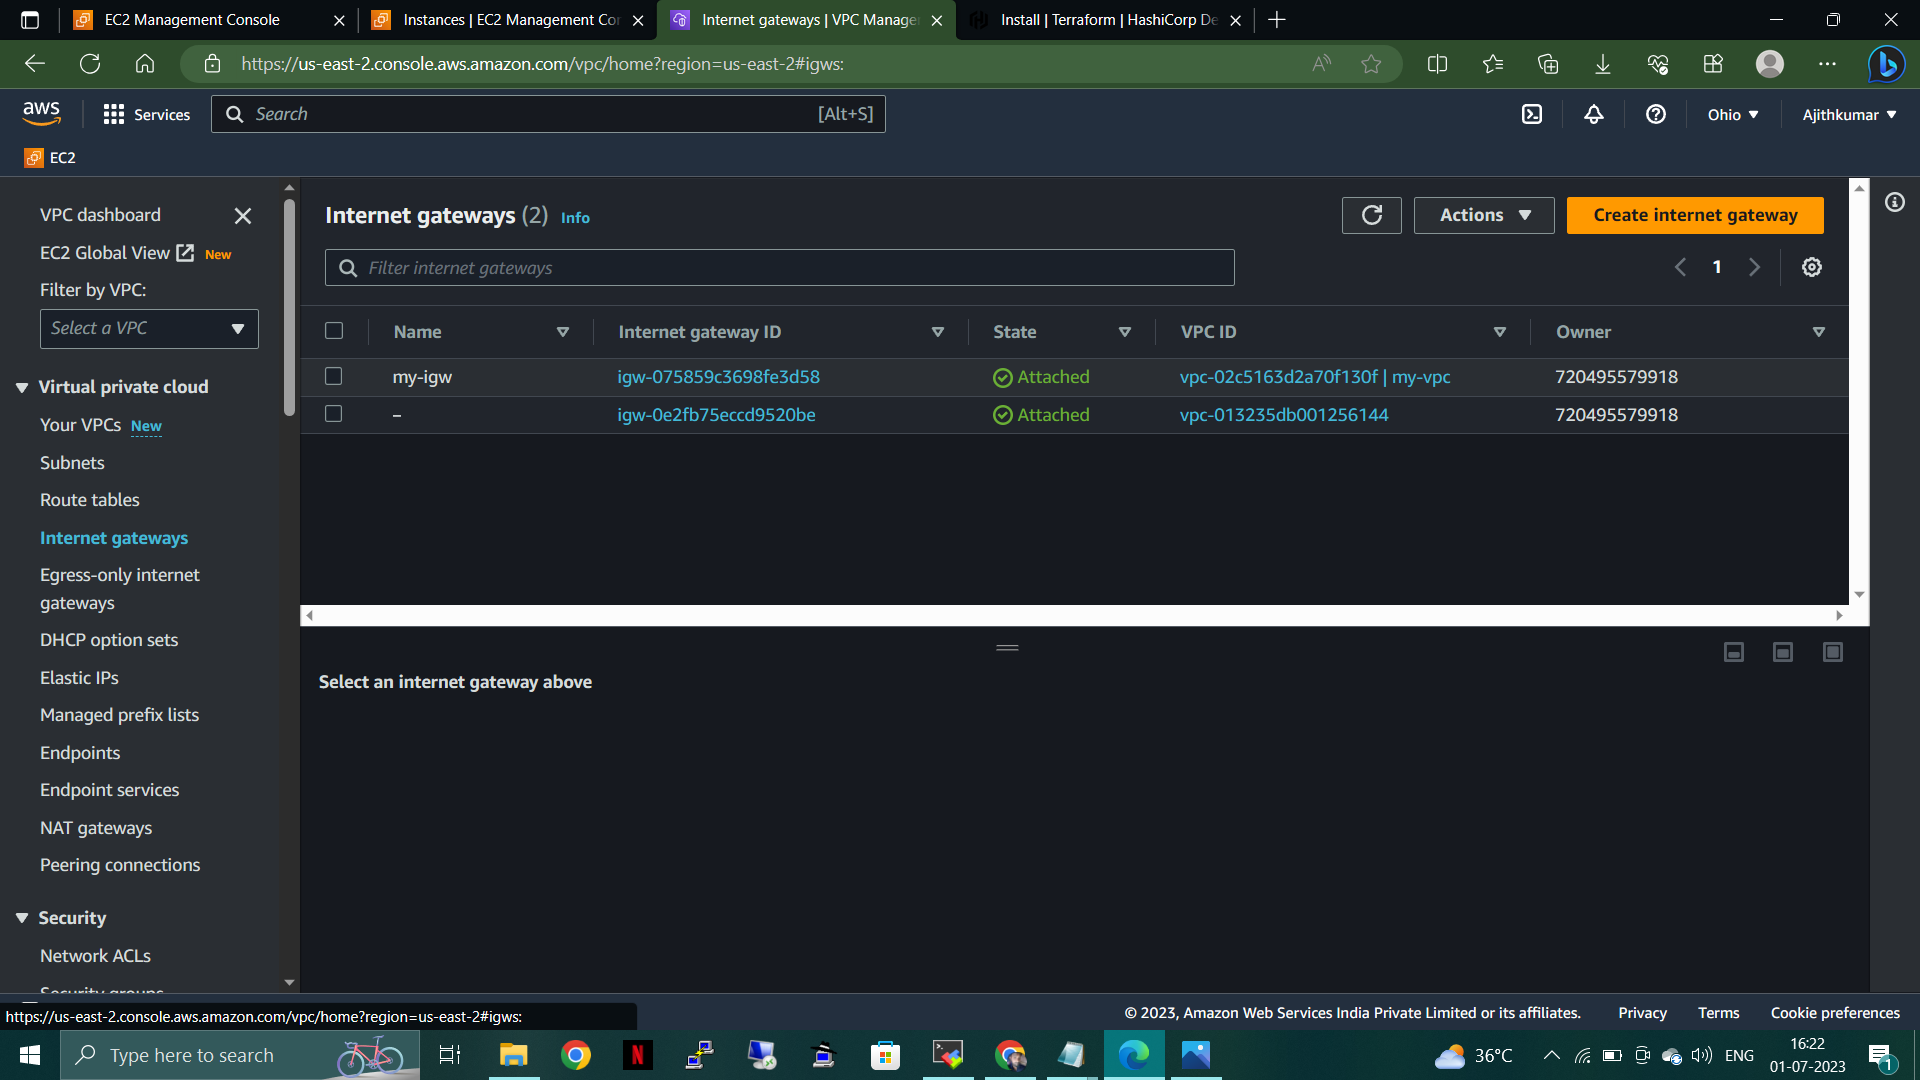 EC2 Management Console
Instances | EC2 Management Cor
Internet gateways | VPC Manage
Install | Terraform | HashiCorp De
https://us-east-2.console.aws.amazon.com/vpc/home?region=us-east-2#igws:
aws
Services
Search
[Alt+S]
Ohio
Ajithkumar
EC2
VPC dashboard
EC2 Global View New
Filter by VPC:
Select a VPC
Virtual private cloud
Your VPCs New
Subnets
Route tables
Internet gateways
Egress-only internet
gateways
DHCP option sets
Elastic IPs
Managed prefix lists
Endpoints
Endpoint services
NAT gateways
Peering connections
Security
Network ACLs
Security groups
Internet gateways (2) Info
Actions
Create internet gateway
Filter internet gateways
1
Name Internet gateway ID State VPC ID Owner
my-igw igw-075859c3698fe3d58 Attached vpc-02c5163d2a70f130f | my-vpc 720495579918
– igw-0e2fb75eccd9520be Attached vpc-013235db001256144 720495579918
Select an internet gateway above
https://us-east-2.console.aws.amazon.com/vpc/home?region=us-east-2#igws:
© 2023, Amazon Web Services India Private Limited or its affiliates. Privacy Terms Cookie preferences
Type here to search
36°C
ENG
16:22
01-07-2023
1